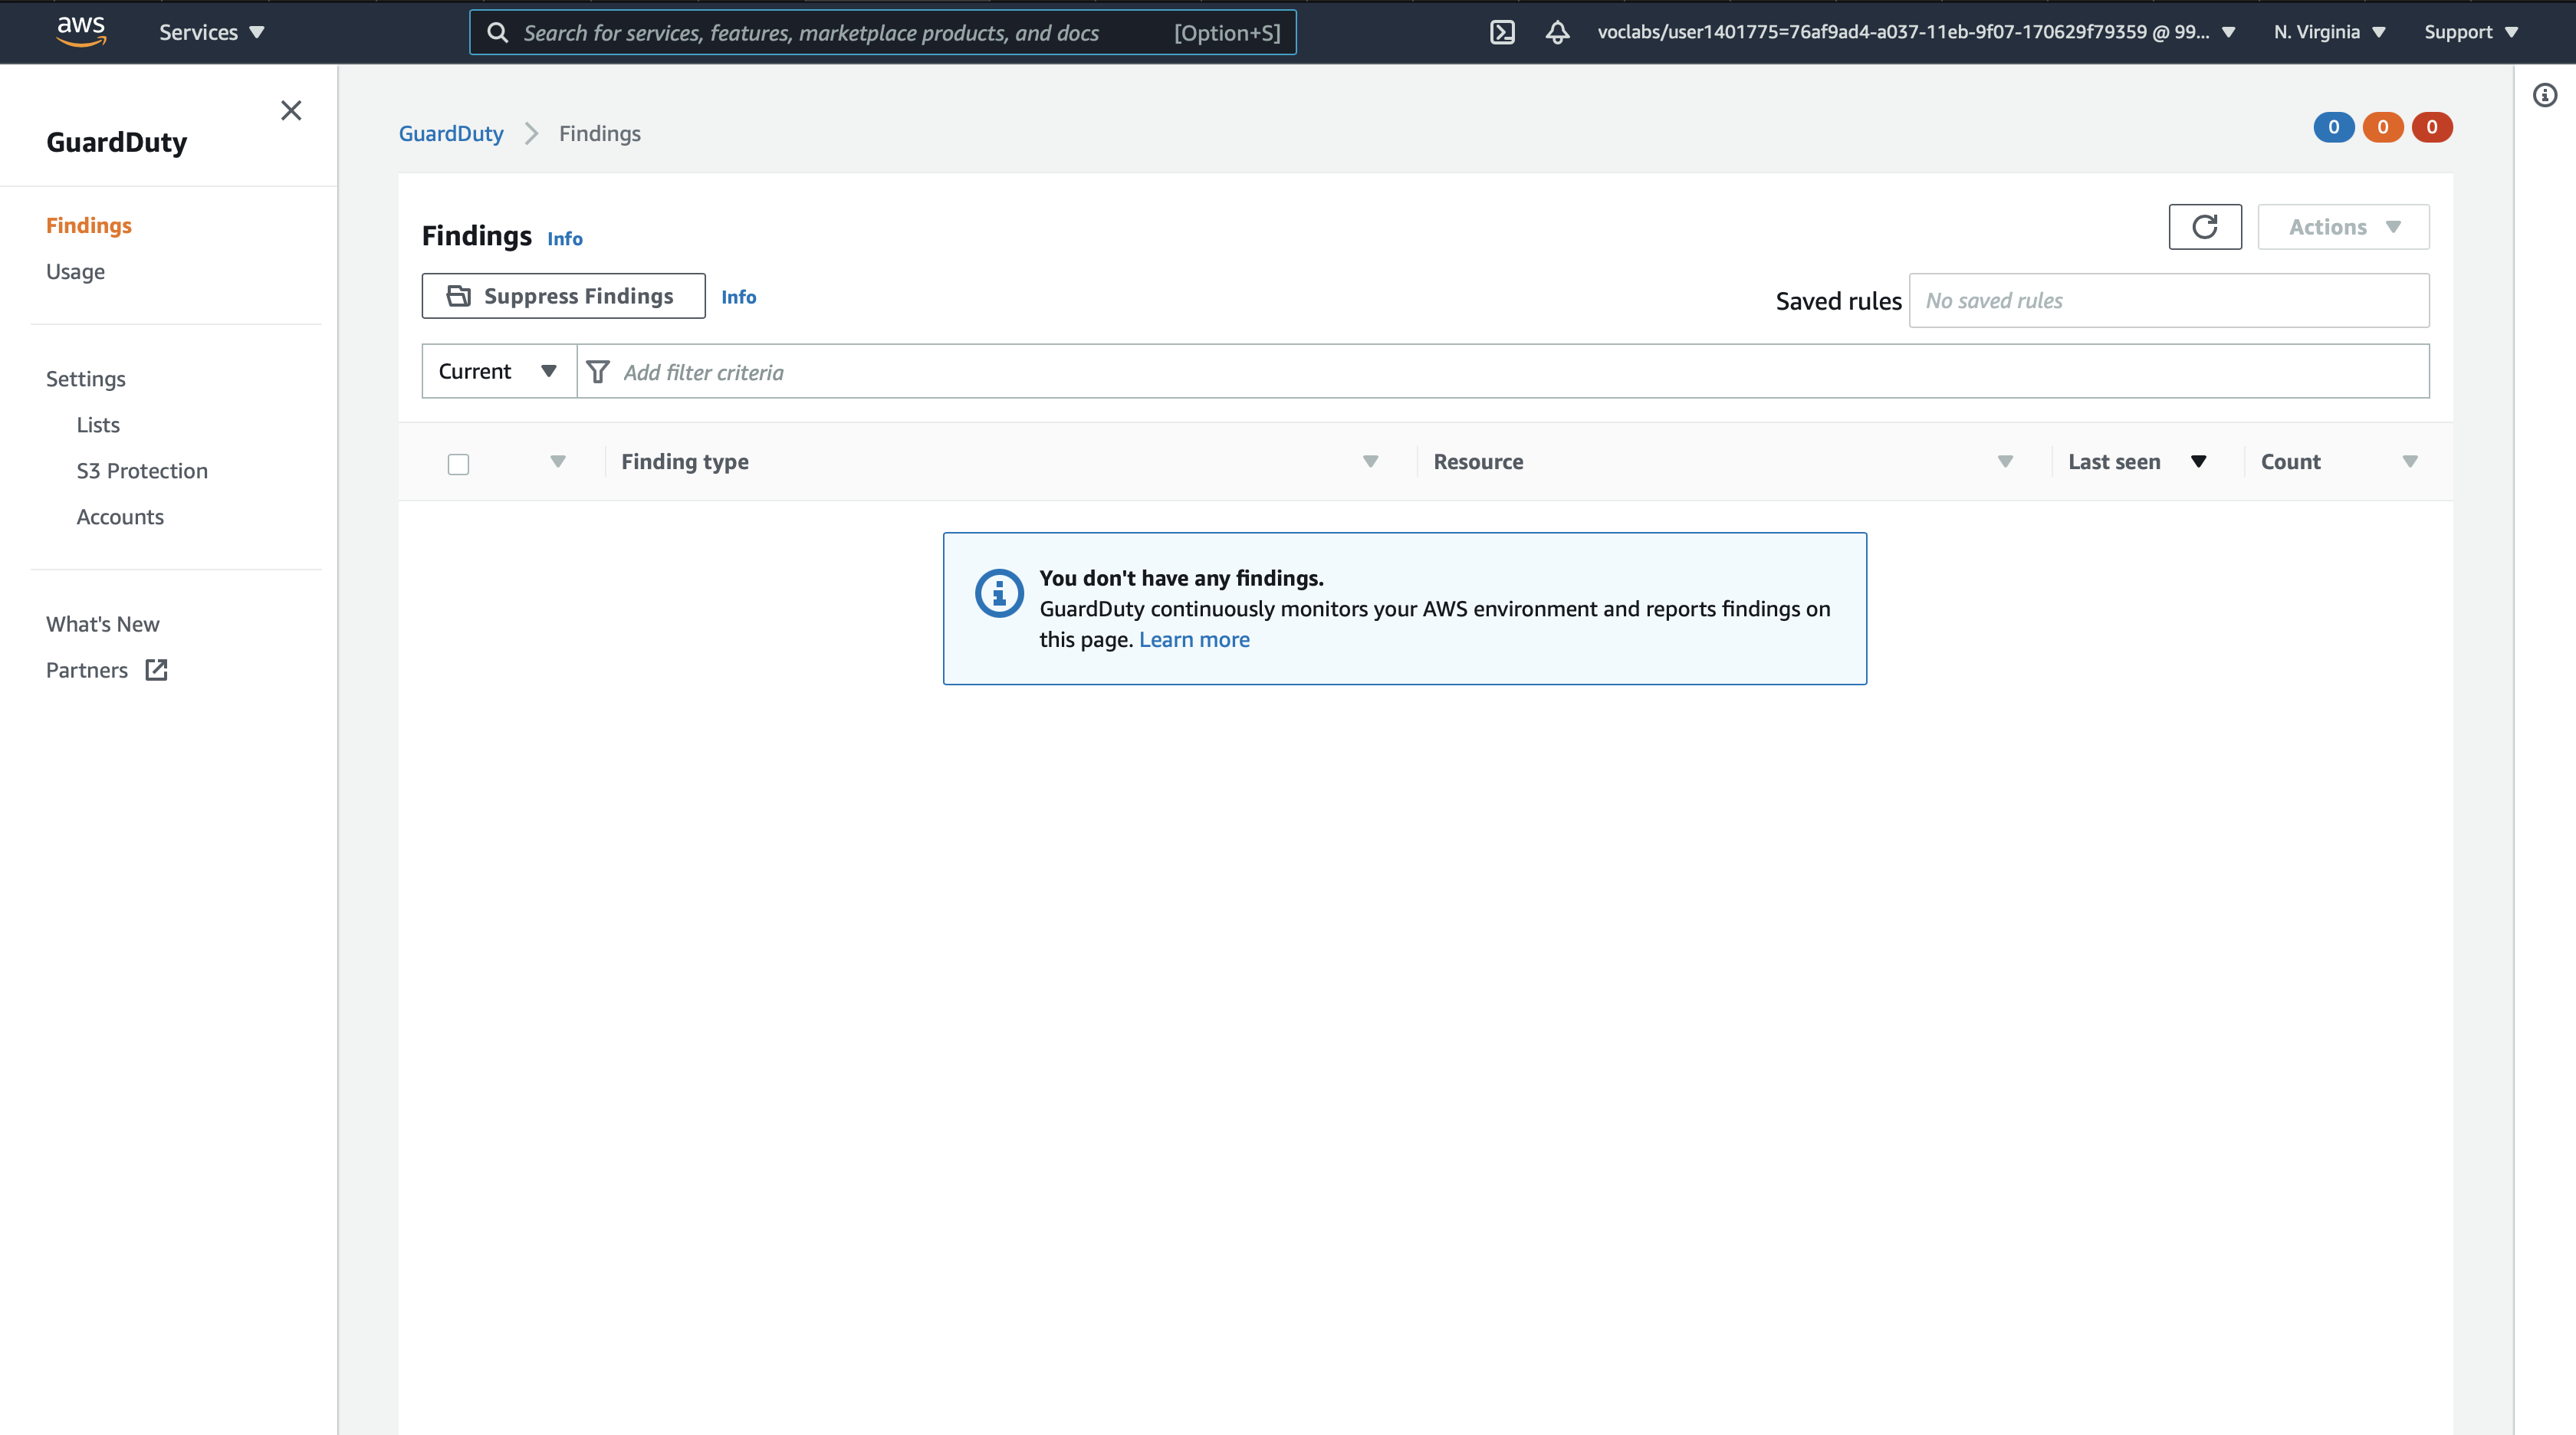 aws
Services
Search for services, features, marketplace products, and docs
[Option+S]
voclabs/user1401775=76af9ad4-a037-11eb-9f07-170629f79359 @ 99...
N. Virginia
Support
GuardDuty
Findings
Usage
Settings
Lists
S3 Protection
Accounts
What's New
Partners
GuardDuty
Findings
0
0
0
Findings Info
Actions
Suppress Findings
Info
Saved rules
No saved rules
Current
Add filter criteria
Finding type
Resource
Last seen
Count
You don't have any findings.
GuardDuty continuously monitors your AWS environment and reports findings on
this page. Learn more